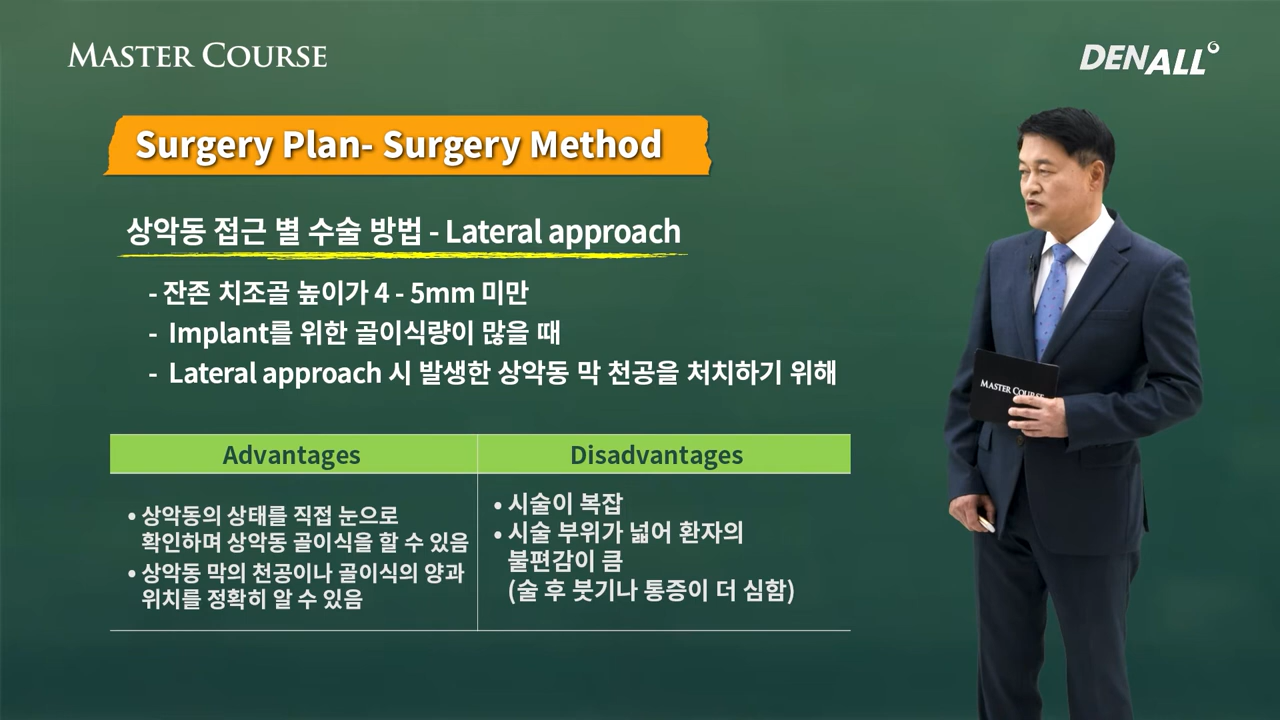 MASTER COURSE
DENALL
Surgery Plan- Surgery Method
상악동 접근 별 수술 방법 - Lateral approach
- 잔존 치조골 높이가 4 - 5mm 미만
- Implant를 위한 골이식량이 많을 때
- Lateral approach 시 발생한 상악동 막 천공을 처치하기 위해
Advantages
• 상악동의 상태를 직접 눈으로
확인하며 상악동 골이식을 할 수 있음
• 상악동 막의 천공이나 골이식의 양과
위치를 정확히 알 수 있음
Disadvantages
• 시술이 복잡
• 시술 부위가 넓어 환자의
불편감이 큼
(술 후 붓기나 통증이 더 심함)
MASTER COURSE